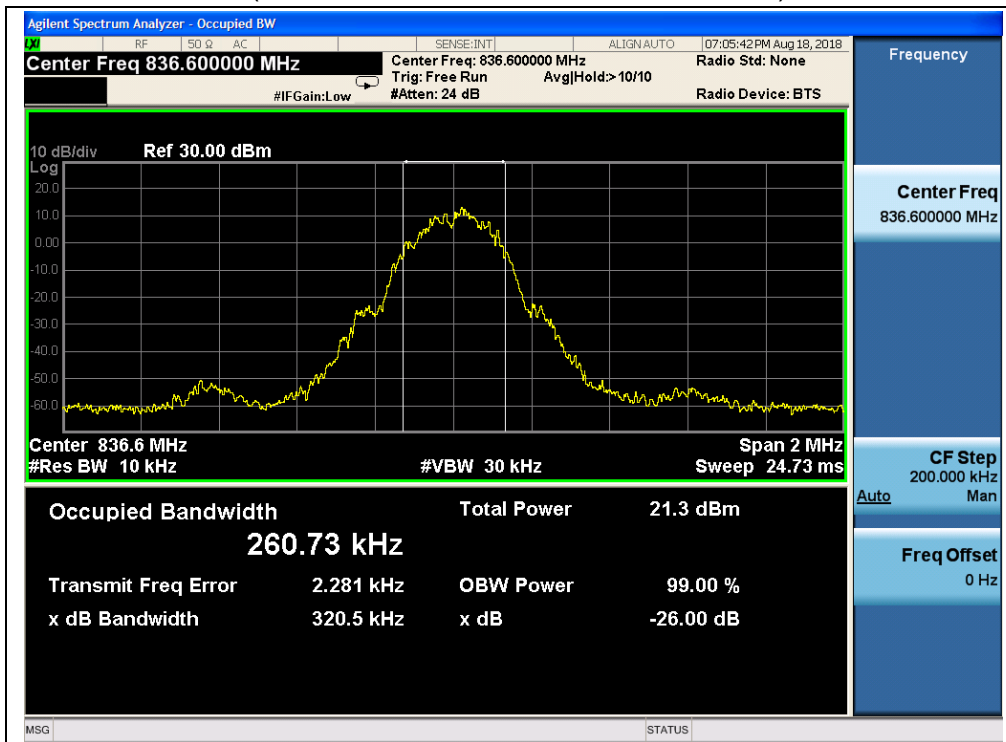 Agilent Spectrum Analyzer - Occupied BW
LXI RF 50 Ω AC SENSE:INT ALIGN AUTO 07:05:42 PM Aug 18, 2018
Center Freq 836.600000 MHz
Center Freq: 836.600000 MHz
Radio Std: None
Trig: Free Run Avg|Hold:>10/10
#IFGain:Low
#Atten: 24 dB
Radio Device: BTS
10 dB/div Ref 30.00 dBm
Log
20.0
10.0
0.00
-10.0
-20.0
-30.0
-40.0
-50.0
-60.0
Center 836.6 MHz Span 2 MHz
#Res BW 10 kHz #VBW 30 kHz Sweep 24.73 ms
Occupied Bandwidth Total Power 21.3 dBm
260.73 kHz
Transmit Freq Error 2.281 kHz OBW Power 99.00 %
x dB Bandwidth 320.5 kHz x dB -26.00 dB
MSG STATUS
Frequency
Center Freq
836.600000 MHz
CF Step
200.000 kHz
Auto Man
Freq Offset
0 Hz